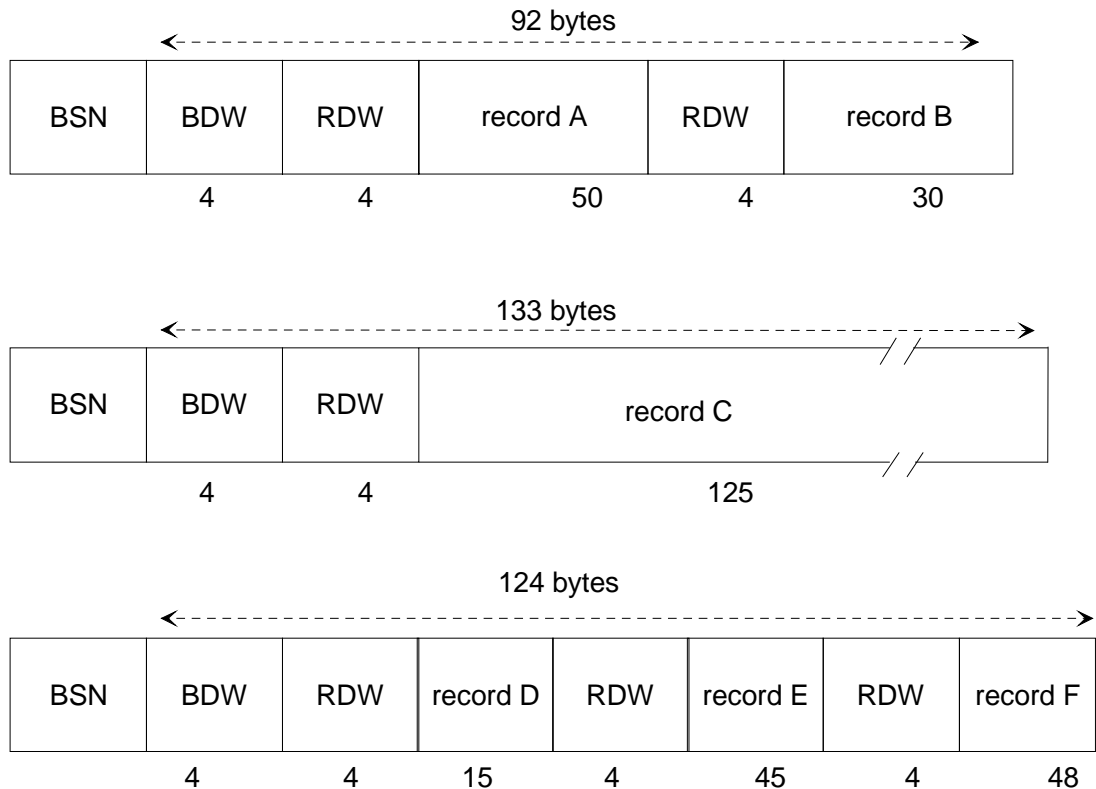 92 bytes
BSN BDW RDW record A RDW record B
4 4 50 4 30
133 bytes
BSN BDW RDW record C
4 4 125
124 bytes
BSN BDW RDW record D RDW record E RDW record F
4 4 15 4 45 4 48